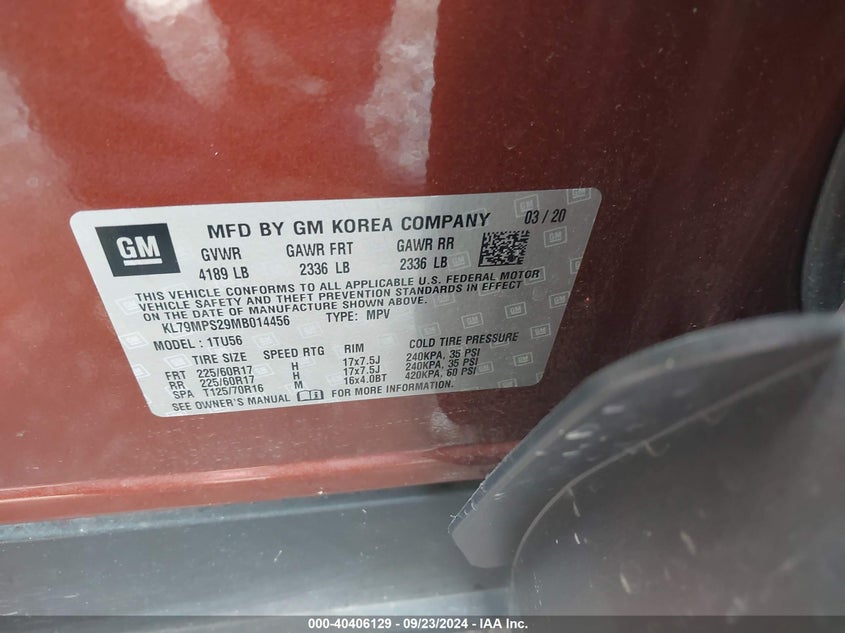 GM
MFD BY GM KOREA COMPANY 03 / 20
GVWR GAWR FRT GAWR RR
4189 LB 2336 LB 2336 LB
THIS VEHICLE CONFORMS TO ALL APPLICABLE U.S. FEDERAL MOTOR
VEHICLE SAFETY AND THEFT PREVENTION STANDARDS IN EFFECT
ON THE DATE OF MANUFACTURE SHOWN ABOVE.
KL79MPS29MB014456 TYPE: MPV
MODEL : 1TU56
TIRE SIZE SPEED RTG RIM COLD TIRE PRESSURE
FRT 225/60R17 H 17x7.5J 240KPA, 35 PSI
RR 225/60R17 H 17x7.5J 240KPA, 35 PSI
SPA T125/70R16 M 16x4.0BT 420KPA, 60 PSI
SEE OWNER'S MANUAL FOR MORE INFORMATION.
000-40406129 - 09/23/2024 - IAA Inc.